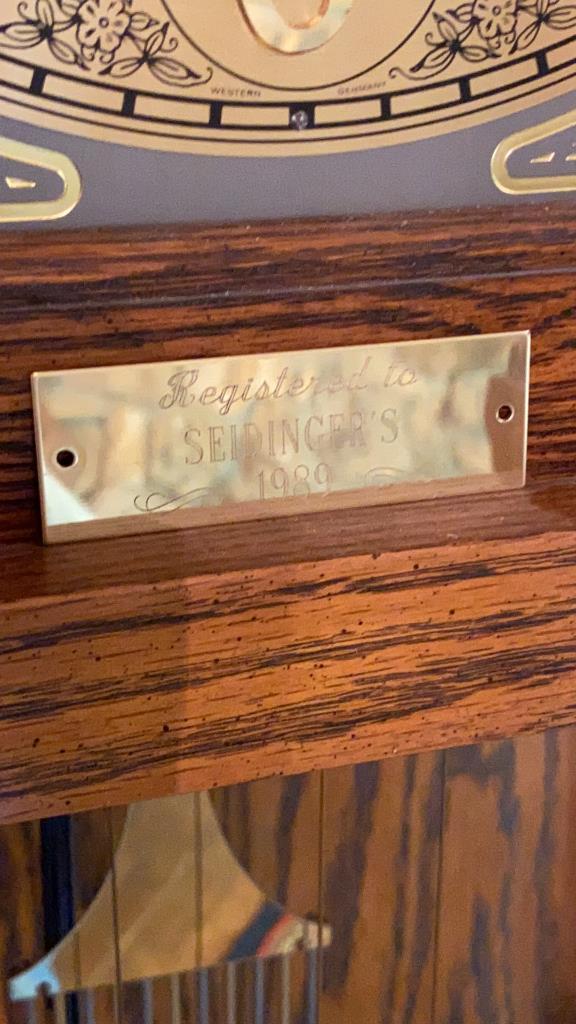 WESTERN GERMANY
Registered to
SEIDINGER'S
1989